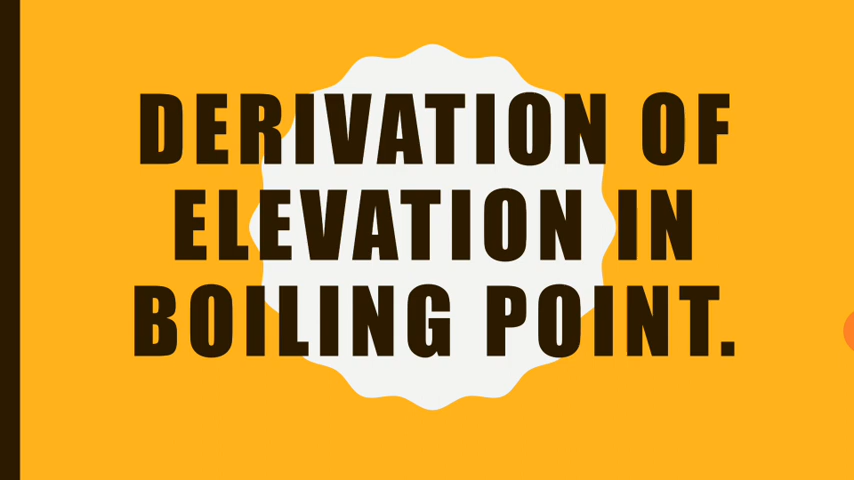 DERIVATION OF
ELEVATION IN
BOILING POINT.